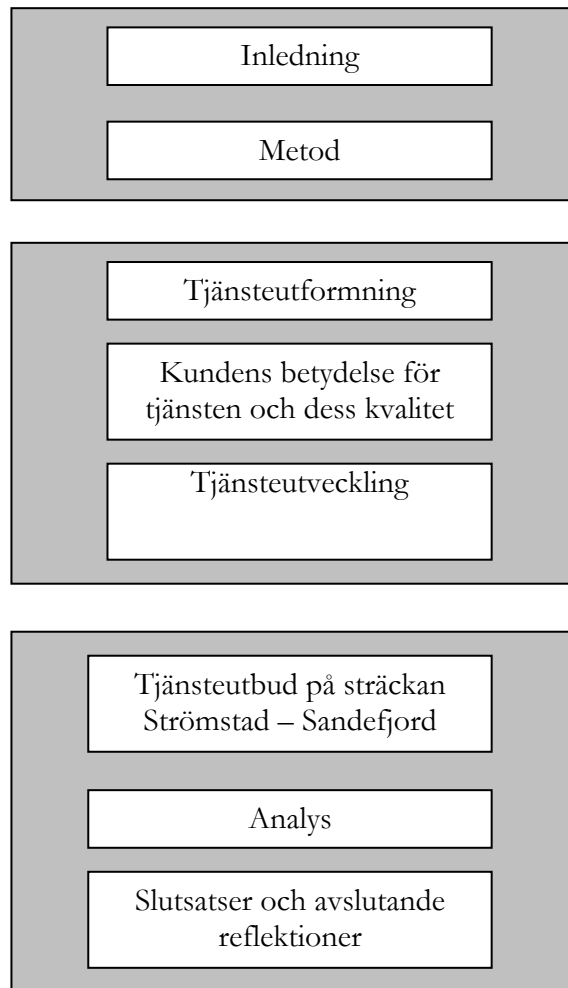 Inledning
Metod
Tjänsteutformning
Kundens betydelse för
tjänsten och dess kvalitet
Tjänsteutveckling
Tjänsteutbud på sträckan
Strömstad – Sandefjord
Analys
Slutsatser och avslutande
reflektioner